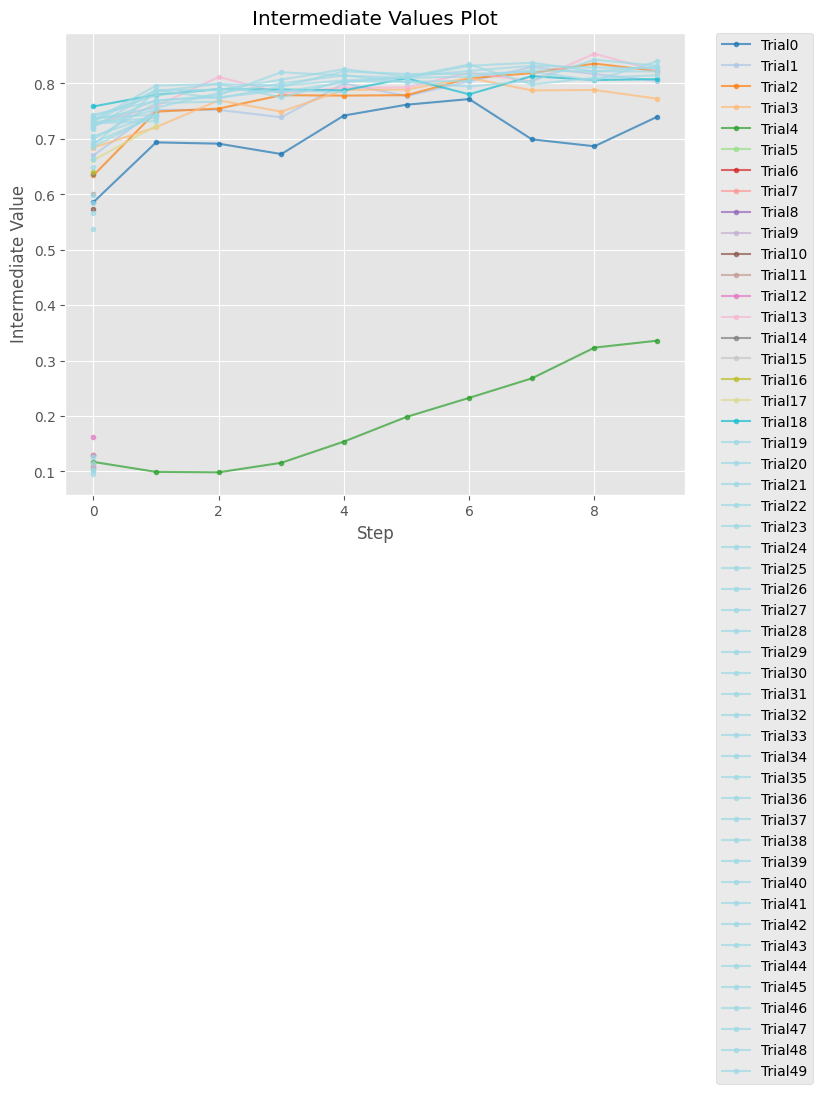 Intermediate Values Plot
Intermediate Value
0.8
0.7
0.6
0.5
0.4
0.3
0.2
0.1
0
2
4
6
8
Step
Trial0
Trial1
Trial2
Trial3
Trial4
Trial5
Trial6
Trial7
Trial8
Trial9
Trial10
Trial11
Trial12
Trial13
Trial14
Trial15
Trial16
Trial17
Trial18
Trial19
Trial20
Trial21
Trial22
Trial23
Trial24
Trial25
Trial26
Trial27
Trial28
Trial29
Trial30
Trial31
Trial32
Trial33
Trial34
Trial35
Trial36
Trial37
Trial38
Trial39
Trial40
Trial41
Trial42
Trial43
Trial44
Trial45
Trial46
Trial47
Trial48
Trial49